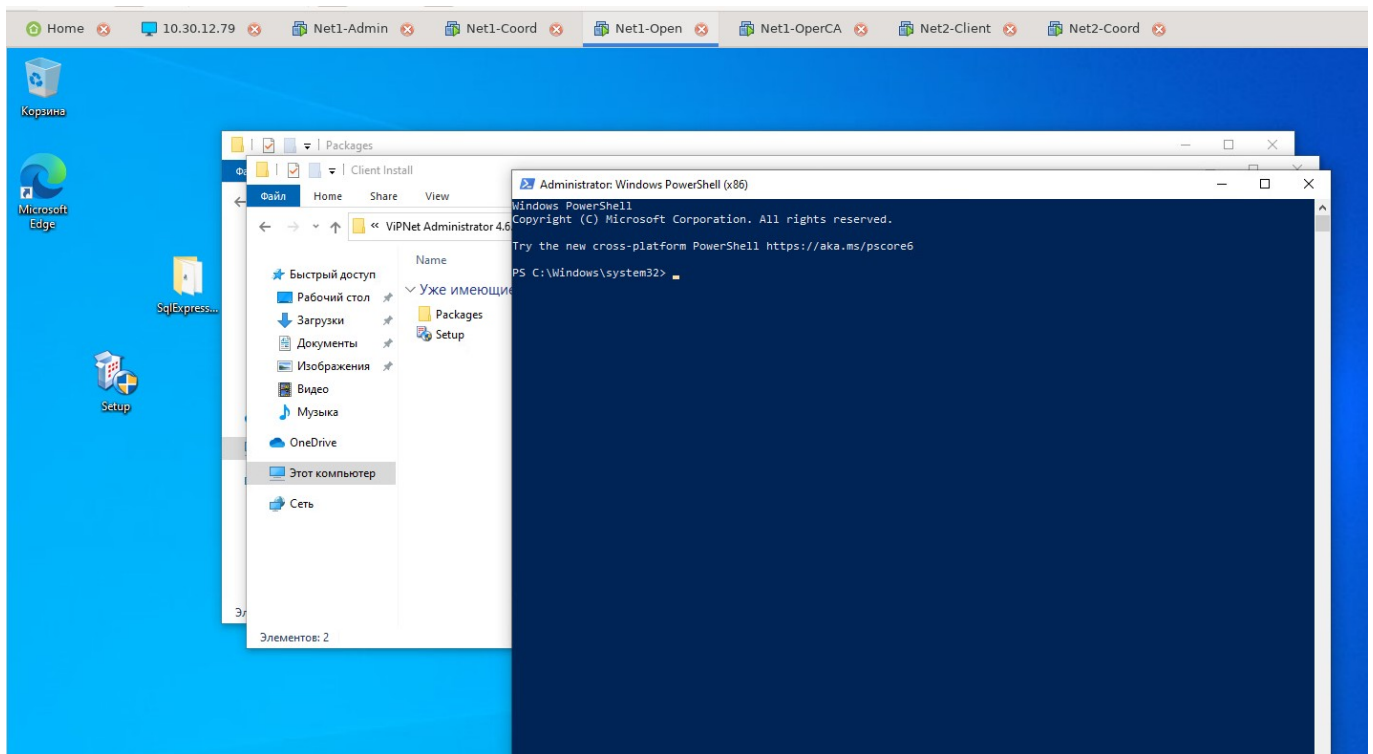 Home
10.30.12.79
Net1-Admin
Net1-Coord
Net1-Open
Net1-OperCA
Net2-Client
Net2-Coord
Корзина
Microsoft
Edge
SqlExpress...
Setup
Packages
Client Install
Файл Home Share View
« ViPNet Administrator 4.6
Name
Быстрый доступ
Рабочий стол
Загрузки
Документы
Изображения
Видео
Музыка
OneDrive
Этот компьютер
Сеть
Уже имеющие
Packages
Setup
Элементов: 2
Administrator: Windows PowerShell (x86)
Windows PowerShell
Copyright (C) Microsoft Corporation. All rights reserved.
Try the new cross-platform PowerShell https://aka.ms/pscore6
PS C:\Windows\system32> _